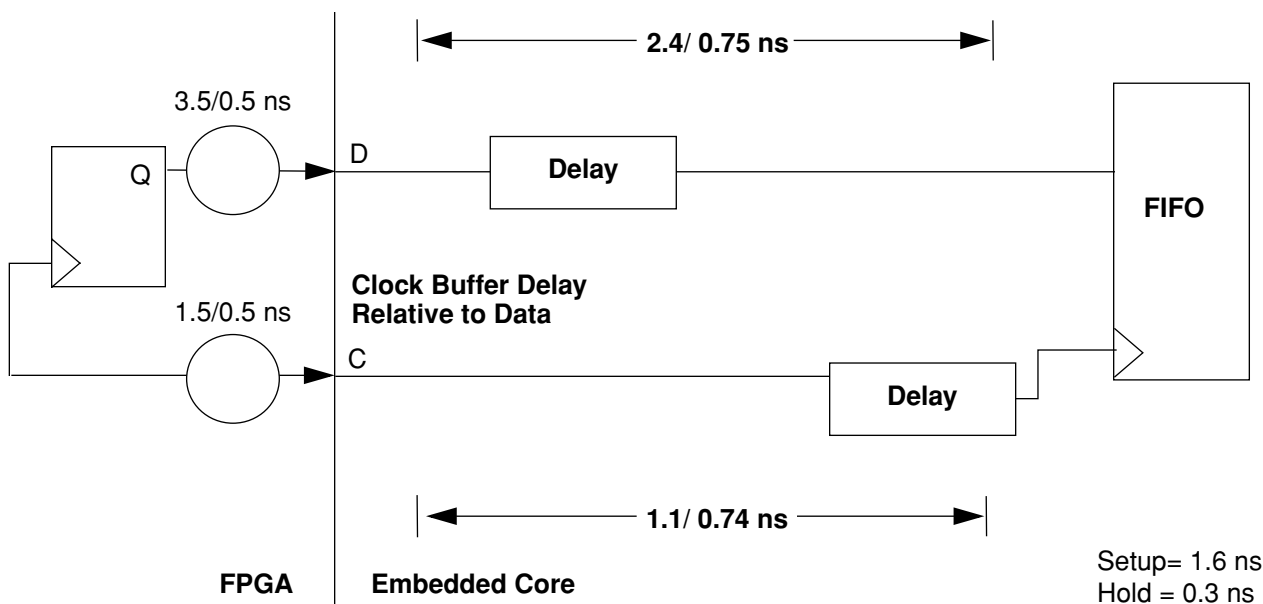 2.4/ 0.75 ns
3.5/0.5 ns
Q
D
Delay
FIFO
Clock Buffer Delay
Relative to Data
1.5/0.5 ns
C
Delay
1.1/ 0.74 ns
FPGA
Embedded Core
Setup= 1.6 ns
Hold = 0.3 ns